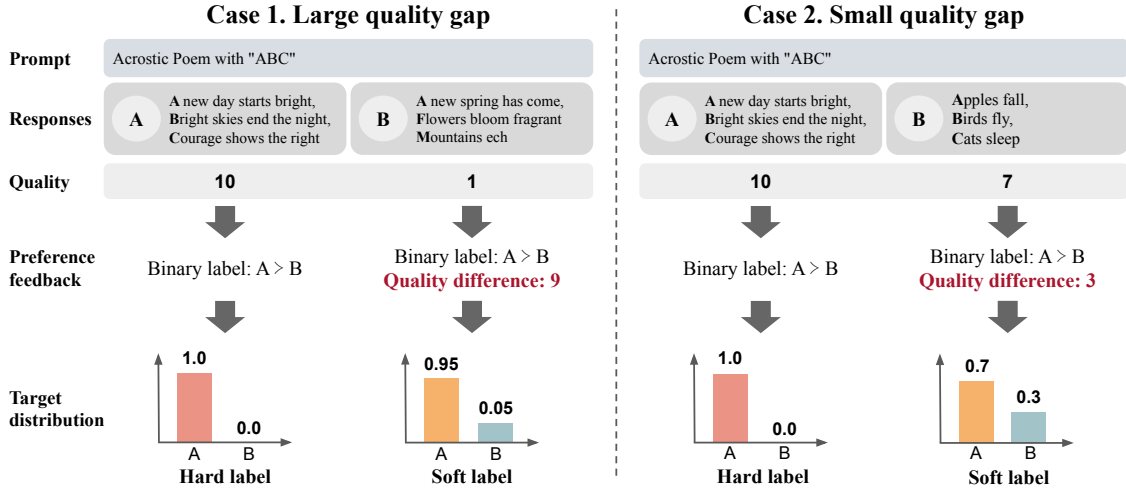 Case 1. Large quality gap
Case 2. Small quality gap
Prompt
Acrostic Poem with "ABC"
Acrostic Poem with "ABC"
Responses
A
A new day starts bright,
Bright skies end the night,
Courage shows the right
B
A new spring has come,
Flowers bloom fragrant
Mountains ech
A
A new day starts bright,
Bright skies end the night,
Courage shows the right
B
Apples fall,
Birds fly,
Cats sleep
Quality
10
1
10
7
Preference
feedback
Binary label: A > B
Binary label: A > B
Quality difference: 9
Binary label: A > B
Binary label: A > B
Quality difference: 3
Target
distribution
1.0
0.0
A
B
Hard label
0.95
0.05
A
B
Soft label
1.0
0.0
A
B
Hard label
0.7
0.3
A
B
Soft label